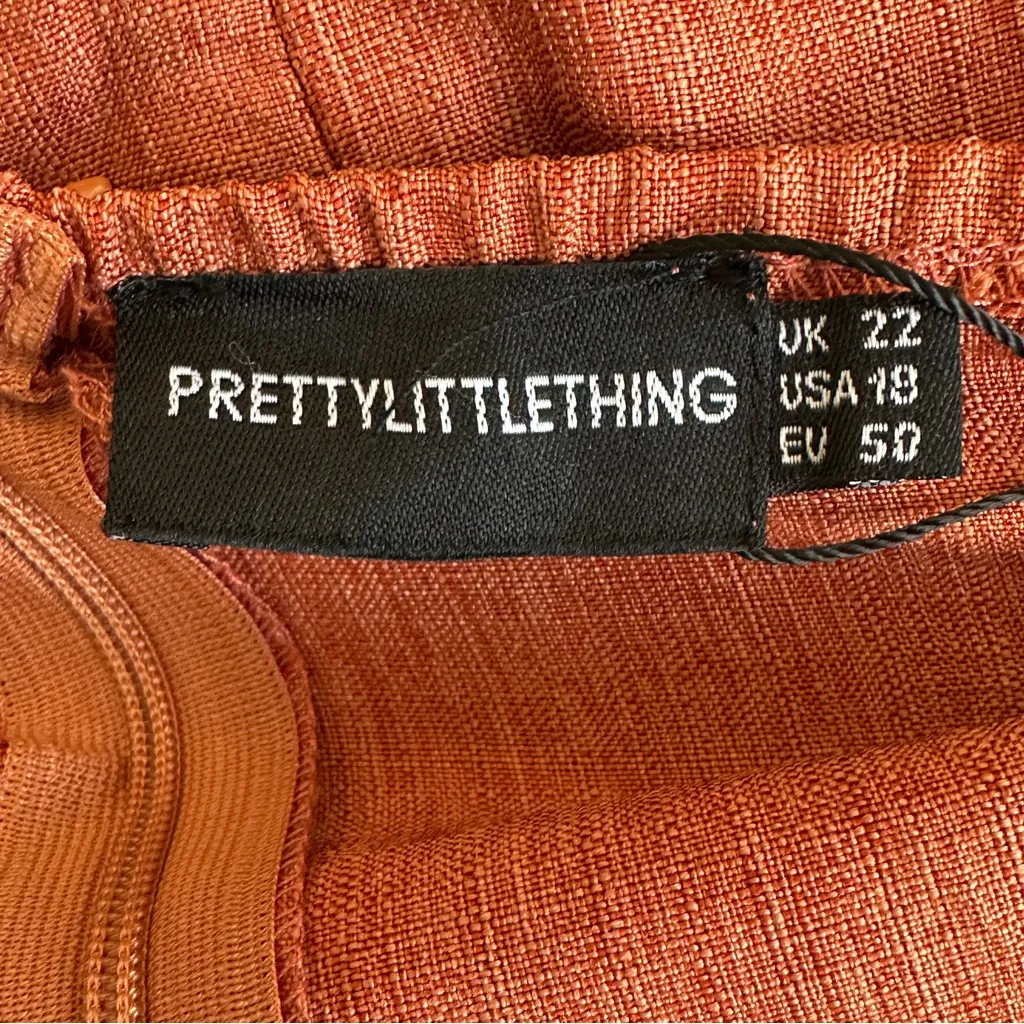 PRETTYLITTLETHING
UK 22
USA 18
EU 50